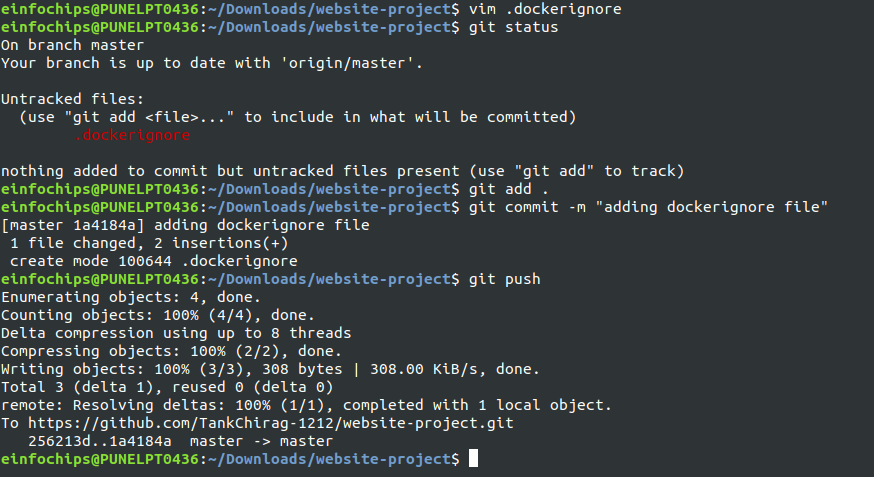 einfochips@PUNELPT0436:~/Downloads/website-project$ vim .dockerignore
einfochips@PUNELPT0436:~/Downloads/website-project$ git status
On branch master
Your branch is up to date with 'origin/master'.

Untracked files:
  (use "git add <file>..." to include in what will be committed)
        .dockerignore

nothing added to commit but untracked files present (use "git add" to track)
einfochips@PUNELPT0436:~/Downloads/website-project$ git add .
einfochips@PUNELPT0436:~/Downloads/website-project$ git commit -m "adding dockerignore file"
[master 1a4184a] adding dockerignore file
 1 file changed, 2 insertions(+)
 create mode 100644 .dockerignore
einfochips@PUNELPT0436:~/Downloads/website-project$ git push
Enumerating objects: 4, done.
Counting objects: 100% (4/4), done.
Delta compression using up to 8 threads
Compressing objects: 100% (2/2), done.
Writing objects: 100% (3/3), 308 bytes | 308.00 KiB/s, done.
Total 3 (delta 1), reused 0 (delta 0)
remote: Resolving deltas: 100% (1/1), completed with 1 local object.
To https://github.com/TankChirag-1212/website-project.git
   256213d..1a4184a  master -> master
einfochips@PUNELPT0436:~/Downloads/website-project$